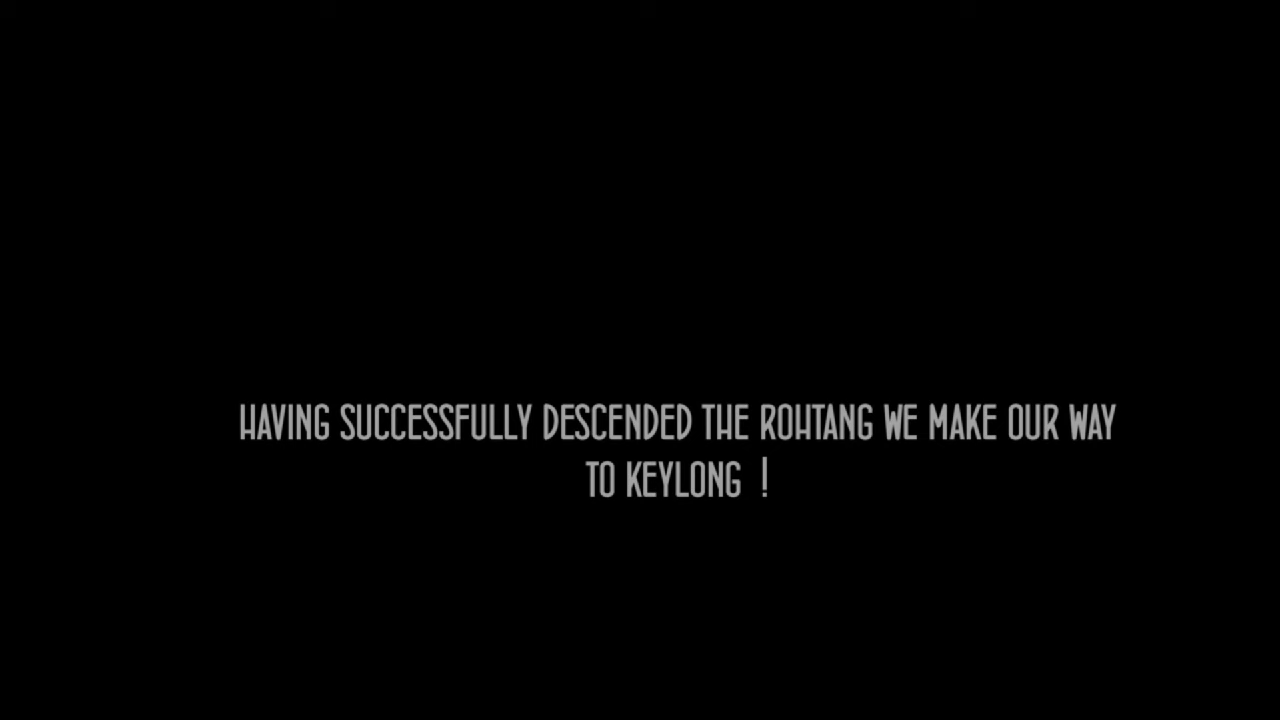 HAVING SUCCESSFULLY DESCENDED THE ROHTANG WE MAKE OUR WAY
TO KEYLONG !